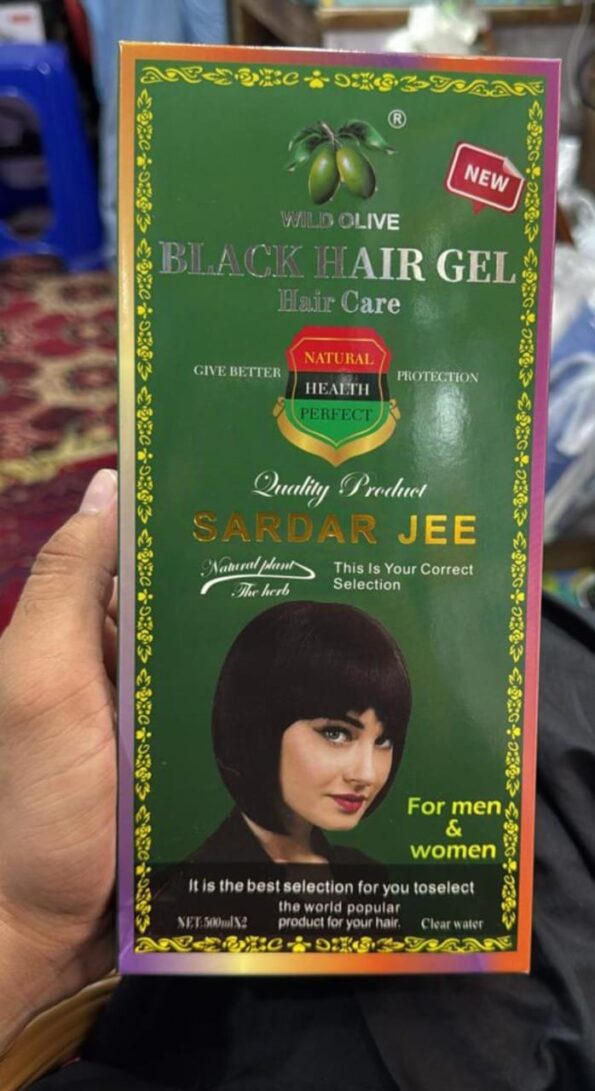 ®
NEW
WILD OLIVE
BLACK HAIR GEL
Hair Care
GIVE BETTER
NATURAL
HEALTH
PERFECT
PROTECTION
Quality Product
SARDAR JEE
Natural plant
The herb
This Is Your Correct
Selection
For men
&
women
It is the best selection for you toselect
the world popular
product for your hair.
NET:500mlX2
Clear water